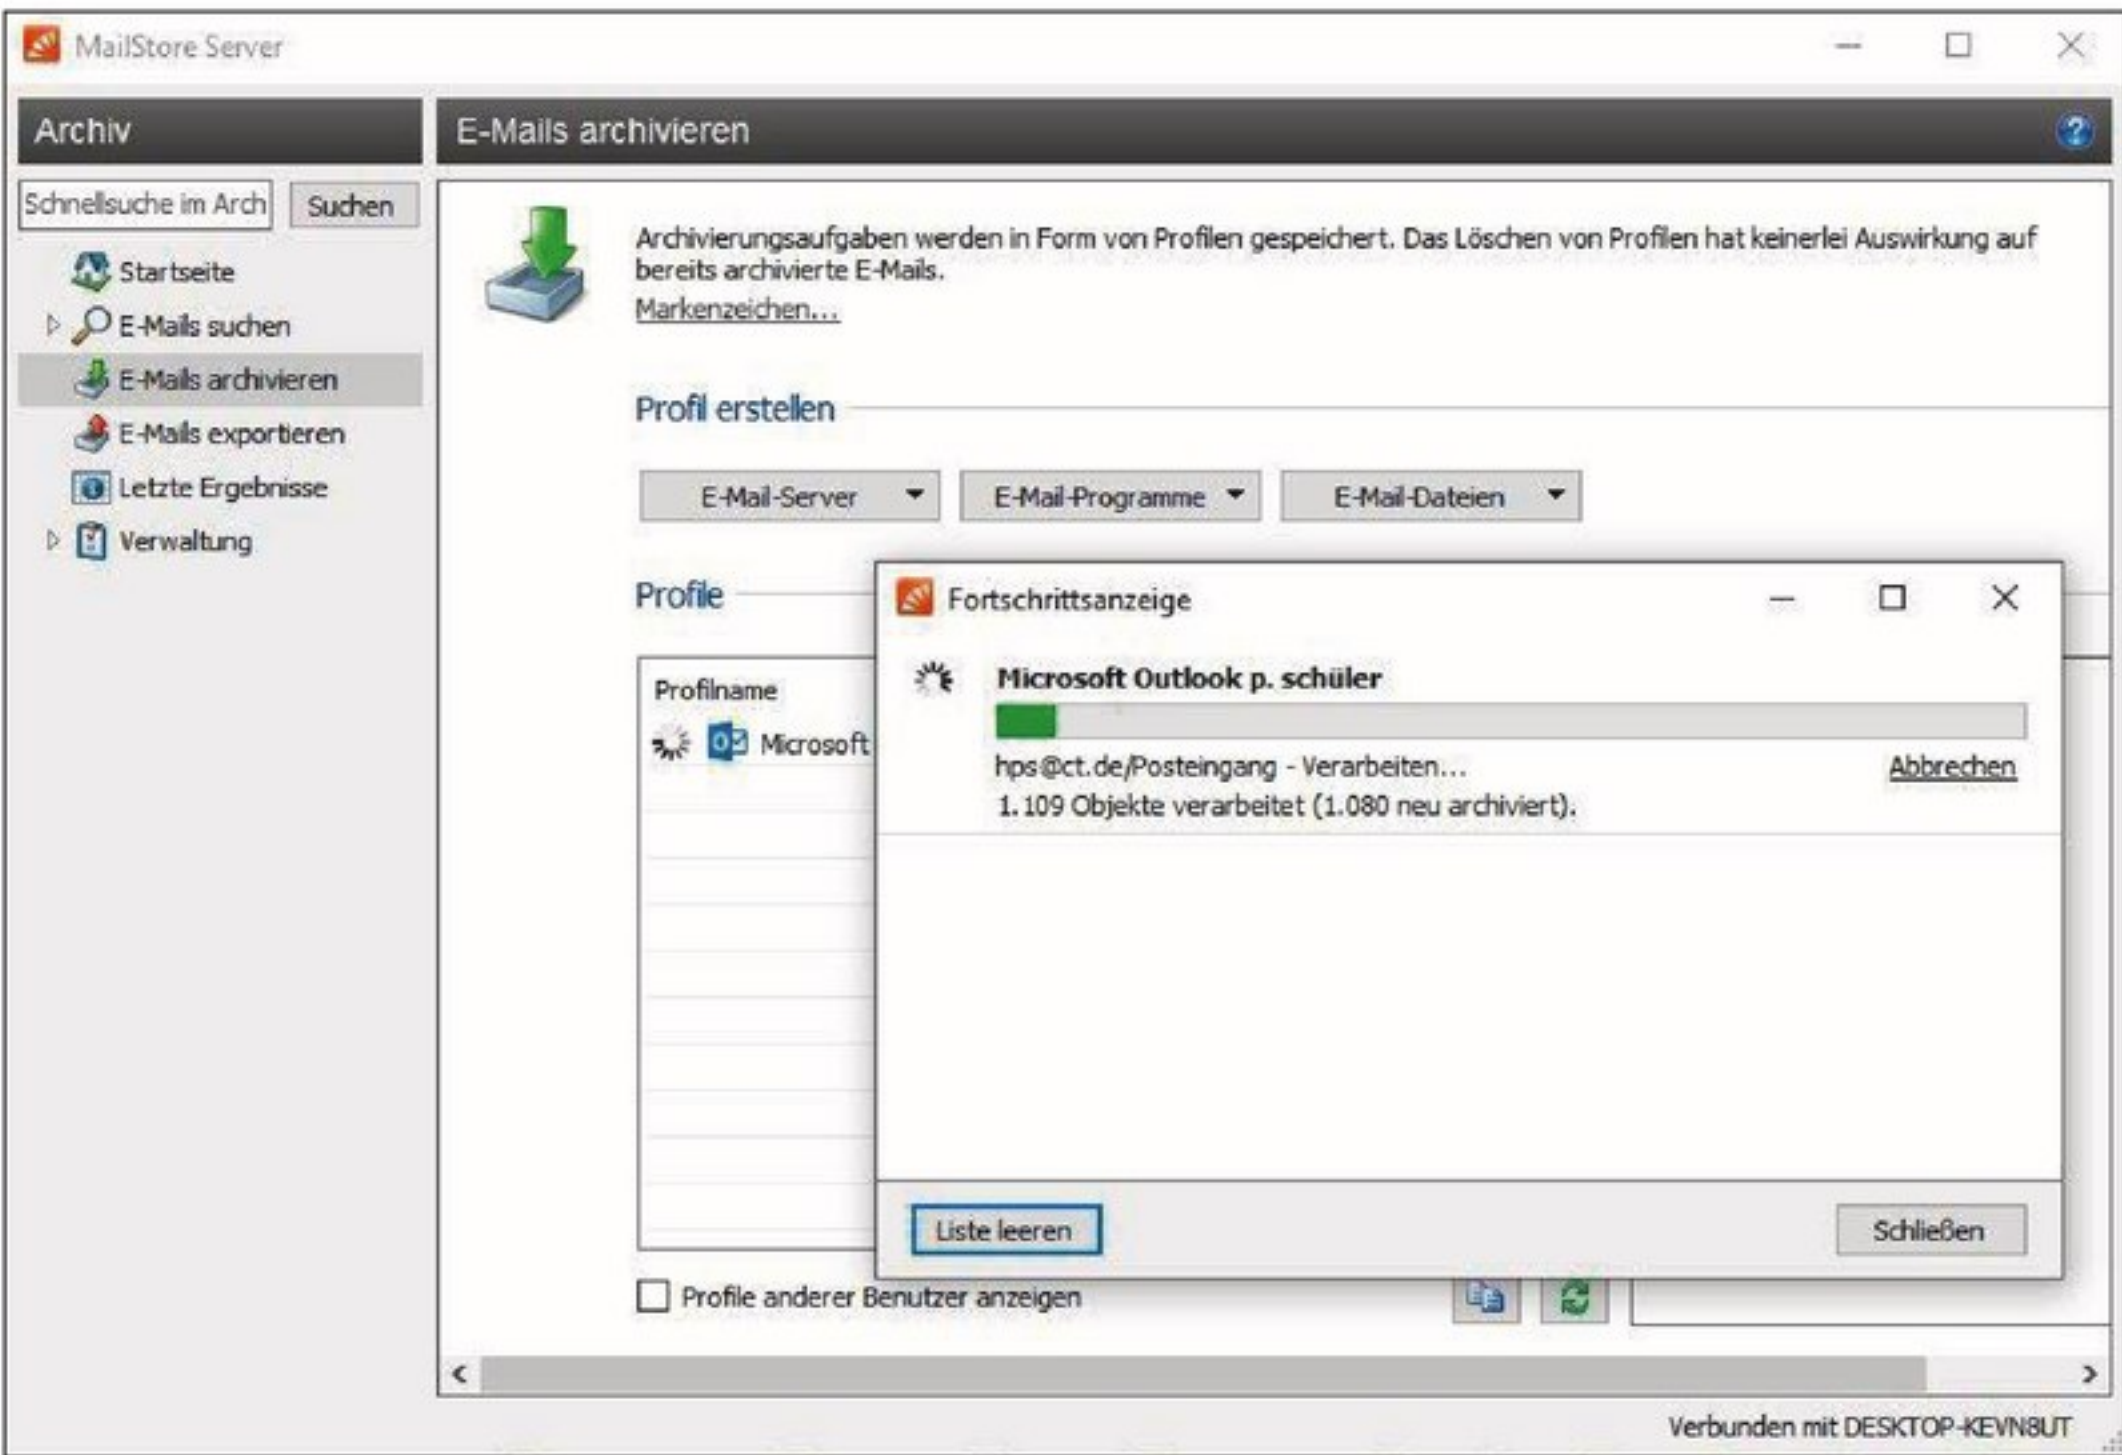 MailStore Server
Archiv
E-Mails archivieren
Schnellsuche im Arch
Suchen
Startseite
E-Mails suchen
E-Mails archivieren
E-Mails exportieren
Letzte Ergebnisse
Verwaltung
Archivierungsaufgaben werden in Form von Profilen gespeichert. Das Löschen von Profilen hat keinerlei Auswirkung auf
bereits archivierte E-Mails.
Markenzeichen...
Profil erstellen
E-Mail-Server
E-Mail-Programme
E-Mail-Dateien
Profile
Profilname
Microsoft
Fortschrittsanzeige
Microsoft Outlook p. schüler
hps@ct.de/Posteingang - Verarbeiten...
Abbrechen
1.109 Objekte verarbeitet (1.080 neu archiviert).
Liste leeren
Schließen
Profile anderer Benutzer anzeigen
Verbunden mit DESKTOP-KEVN8UT